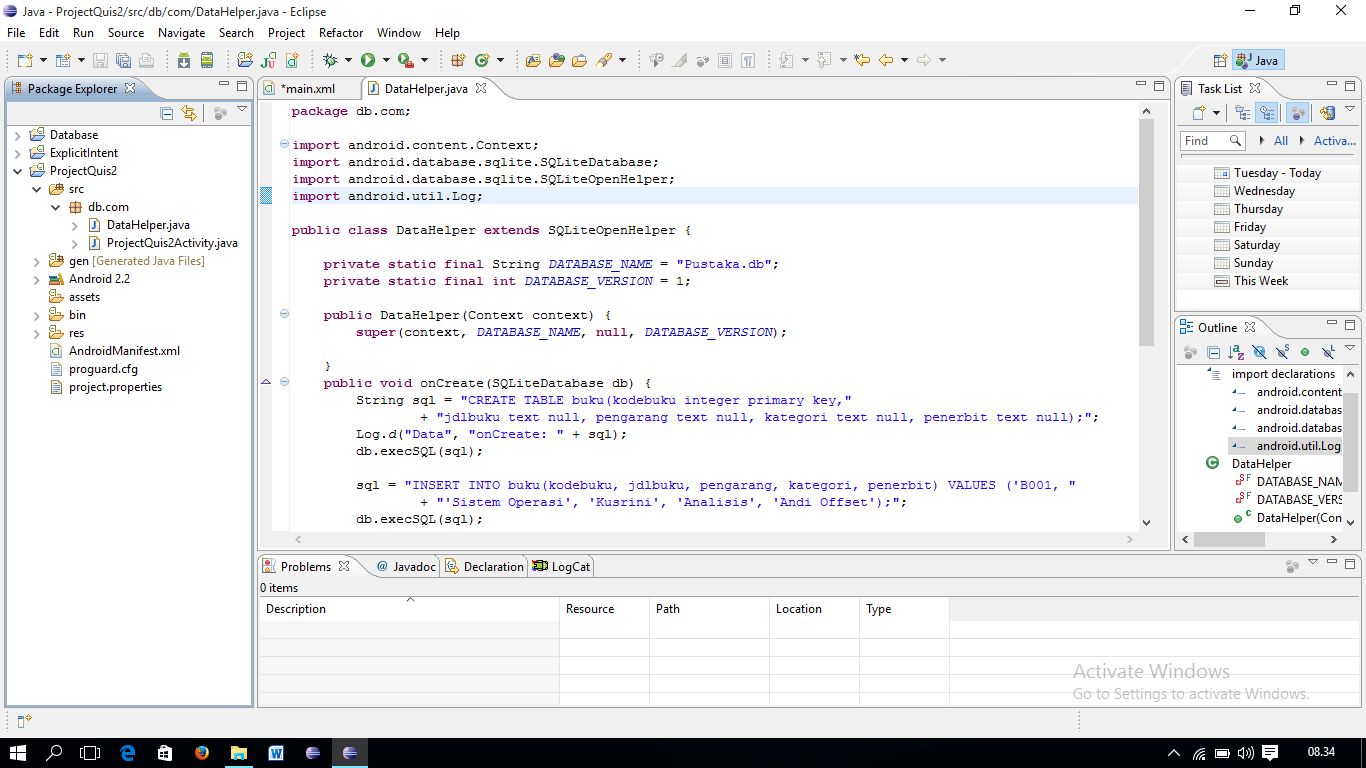 Java - ProjectQuis2/src/db/com/DataHelper.java - Eclipse
File Edit Run Source Navigate Search Project Refactor Window Help
Java
Package Explorer
Database
ExplicitIntent
ProjectQuis2
src
db.com
DataHelper.java
ProjectQuis2Activity.java
gen [Generated Java Files]
Android 2.2
assets
bin
res
AndroidManifest.xml
proguard.cfg
project.properties
*main.xml DataHelper.java
package db.com;
import android.content.Context;
import android.database.sqlite.SQLiteDatabase;
import android.database.sqlite.SQLiteOpenHelper;
import android.util.Log;
public class DataHelper extends SQLiteOpenHelper {
private static final String DATABASE_NAME = "Pustaka.db";
private static final int DATABASE_VERSION = 1;
public DataHelper(Context context) {
super(context, DATABASE_NAME, null, DATABASE_VERSION);
}
public void onCreate(SQLiteDatabase db) {
String sql = "CREATE TABLE buku(kodebuku integer primary key,"
+ "jdlbuku text null, pengarang text null, kategori text null, penerbit text null);";
Log.d("Data", "onCreate: " + sql);
db.execSQL(sql);
sql = "INSERT INTO buku(kodebuku, jdlbuku, pengarang, kategori, penerbit) VALUES ('B001, "
+ "'Sistem Operasi', 'Kusrini', 'Analisis', 'Andi Offset');";
db.execSQL(sql);
Task List
Find All Activa...
Tuesday - Today
Wednesday
Thursday
Friday
Saturday
Sunday
This Week
Outline
import declarations
android.content
android.databas
android.databas
android.util.Log
DataHelper
DATABASE_NAM
DATABASE_VERS
DataHelper(Con
Problems Javadoc Declaration LogCat
0 items
Description Resource Path Location Type
Activate Windows
Go to Settings to activate Windows.
08.34